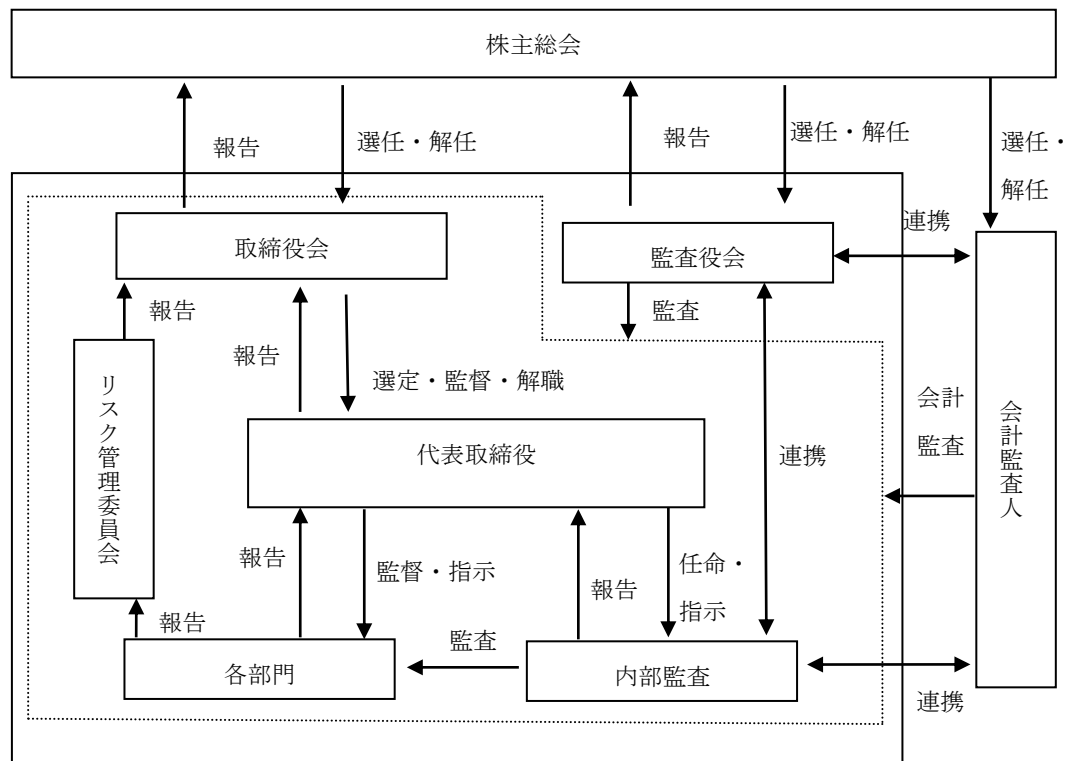 株主総会
報告
選任・解任
報告
選任・解任
選任・
解任
取締役会
監査役会
連携
報告
監査
報告
選定・監督・解職
リスク管理委員会
代表取締役
連携
会計
監査
会計監査人
報告
監督・指示
報告
任命・
指示
報告
監査
各部門
内部監査
連携